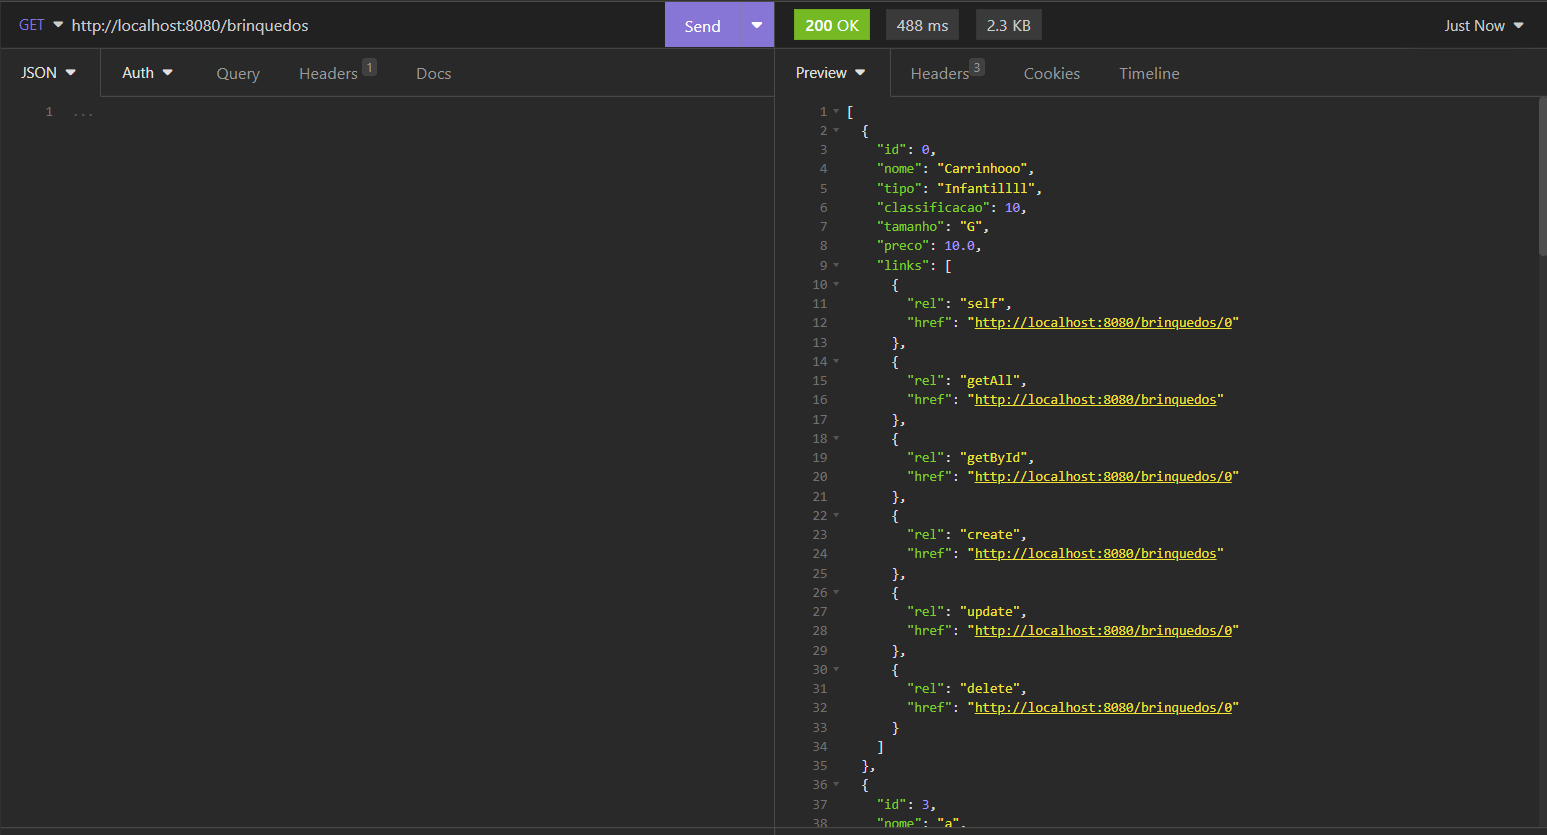 GET http://localhost:8080/brinquedos Send 200 OK 488 ms 2.3 KB Just Now
JSON Auth Query Headers 1 Docs Preview Headers 3 Cookies Timeline
1 ...
1 [
2 {
3 "id": 0,
4 "nome": "Carrinhooo",
5 "tipo": "Infantillll",
6 "classificacao": 10,
7 "tamanho": "G",
8 "preco": 10.0,
9 "links": [
10 {
11 "rel": "self",
12 "href": "http://localhost:8080/brinquedos/0"
13 },
14 {
15 "rel": "getAll",
16 "href": "http://localhost:8080/brinquedos"
17 },
18 {
19 "rel": "getById",
20 "href": "http://localhost:8080/brinquedos/0"
21 },
22 {
23 "rel": "create",
24 "href": "http://localhost:8080/brinquedos"
25 },
26 {
27 "rel": "update",
28 "href": "http://localhost:8080/brinquedos/0"
29 },
30 {
31 "rel": "delete",
32 "href": "http://localhost:8080/brinquedos/0"
33 }
34 ]
35 },
36 {
37 "id": 3,
38 "nome": "a",